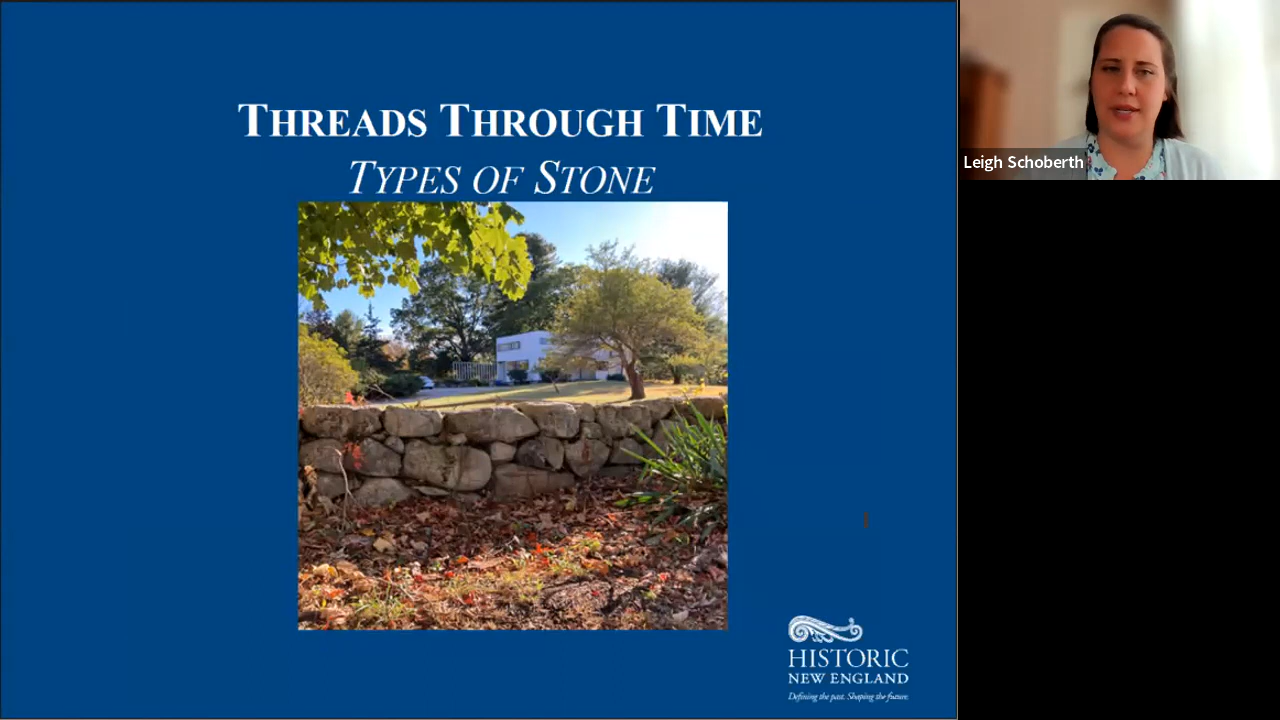 THREADS THROUGH TIME
TYPES OF STONE
Leigh Schoberth
HISTORIC
NEW ENGLAND
Defining the past. Shaping the future.